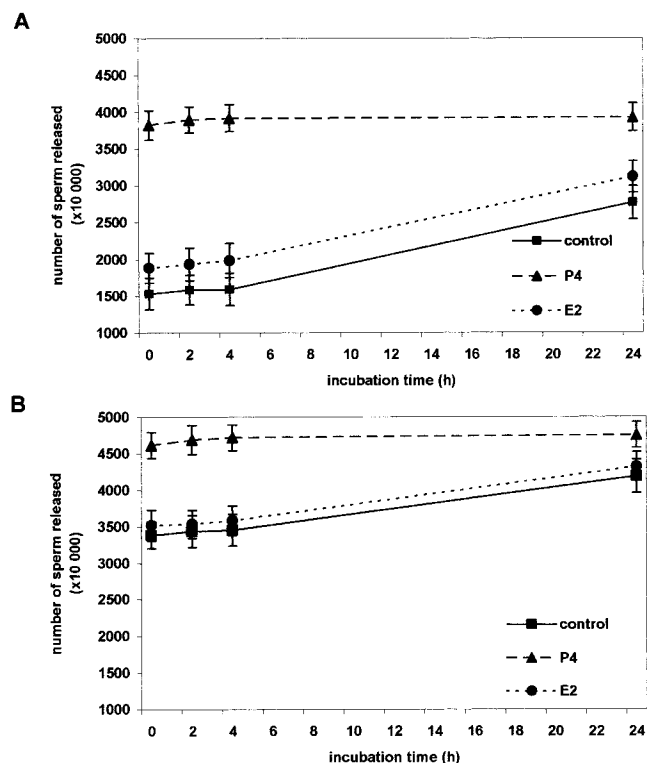 A
number of sperm released
(x10 000)
5000
4500
4000
3500
3000
2500
2000
1500
1000
control
P4
E2
0 2 4 6 8 10 12 14 16 18 20 22 24
incubation time (h)
B
number of sperm released
(x10 000)
5000
4500
4000
3500
3000
2500
2000
1500
1000
control
P4
E2
0 2 4 6 8 10 12 14 16 18 20 22 24
incubation time (h)